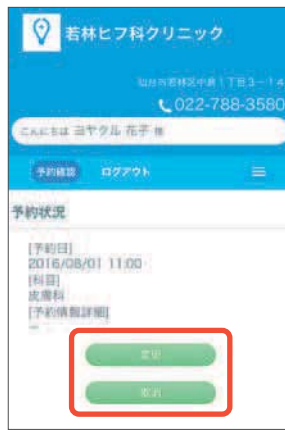 若林ヒフ科クリニック
仙台市若林区中倉1丁目3-14
022-788-3580
こんにちは ヨヤクル 花子 様
予約確認 ログアウト
予約状況
[予約日]
2016/08/01 11:00
[科目]
皮膚科
[予約情報詳細]
変更
取消